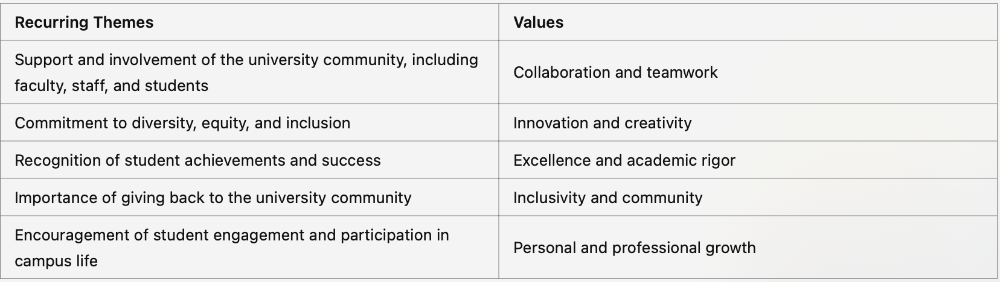 Recurring Themes
Values
Support and involvement of the university community, including
faculty, staff, and students
Collaboration and teamwork
Commitment to diversity, equity, and inclusion
Innovation and creativity
Recognition of student achievements and success
Excellence and academic rigor
Importance of giving back to the university community
Inclusivity and community
Encouragement of student engagement and participation in
campus life
Personal and professional growth